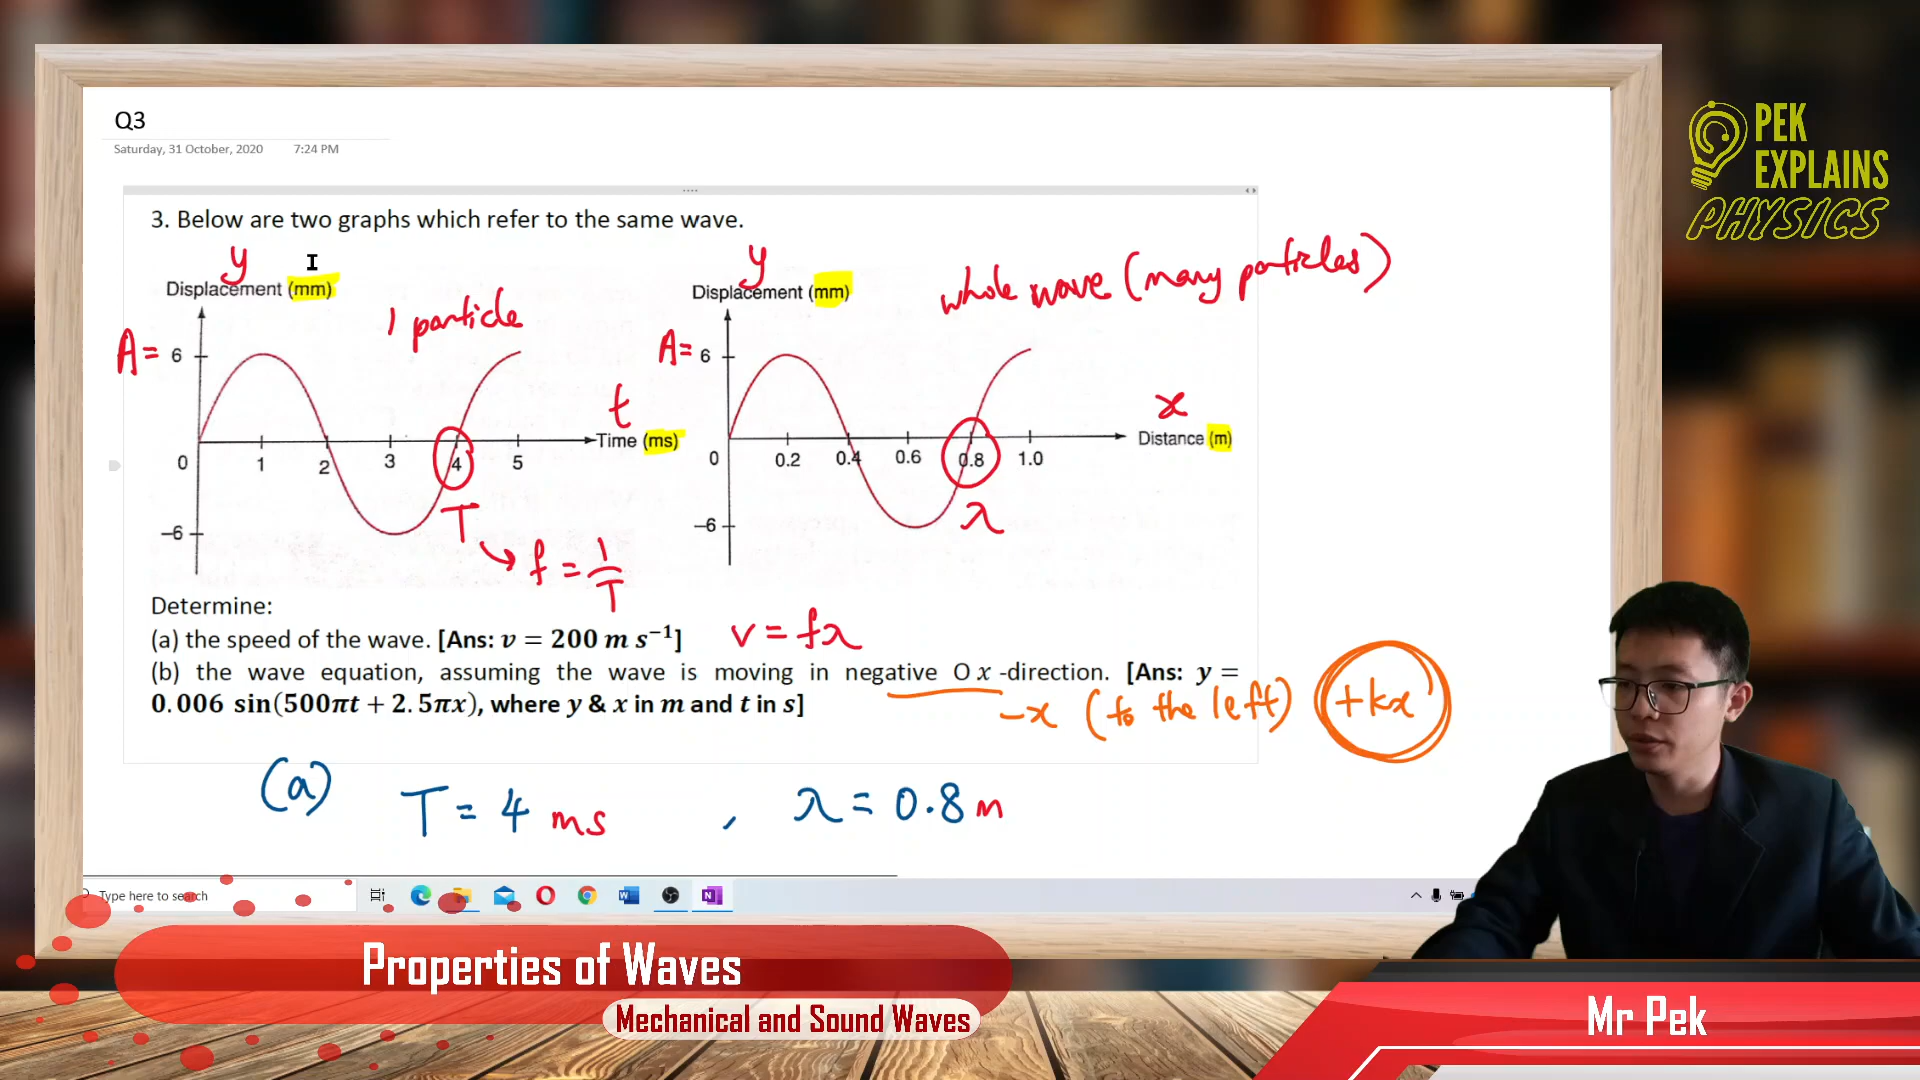 Q3
Saturday, 31 October, 2020 7:24 PM
PEK
EXPLAINS
PHYSICS
3. Below are two graphs which refer to the same wave.
y
Displacement (mm)
1 particle
A = 6
t
Time (ms)
0 1 2 3 4 5
-6
T
f = 1/T
y
Displacement (mm)
whole wave (many particles)
A = 6
x
Distance (m)
0 0.2 0.4 0.6 0.8 1.0
-6
λ
Determine:
(a) the speed of the wave. [Ans: v = 200 m s⁻¹] v = fλ
(b) the wave equation, assuming the wave is moving in negative O x -direction. [Ans: y =
0.006 sin(500πt + 2.5πx), where y & x in m and t in s]
-x (to the left) +kx
(a) T = 4 ms , λ = 0.8 m
Type here to search
Properties of Waves
Mechanical and Sound Waves
Mr Pek